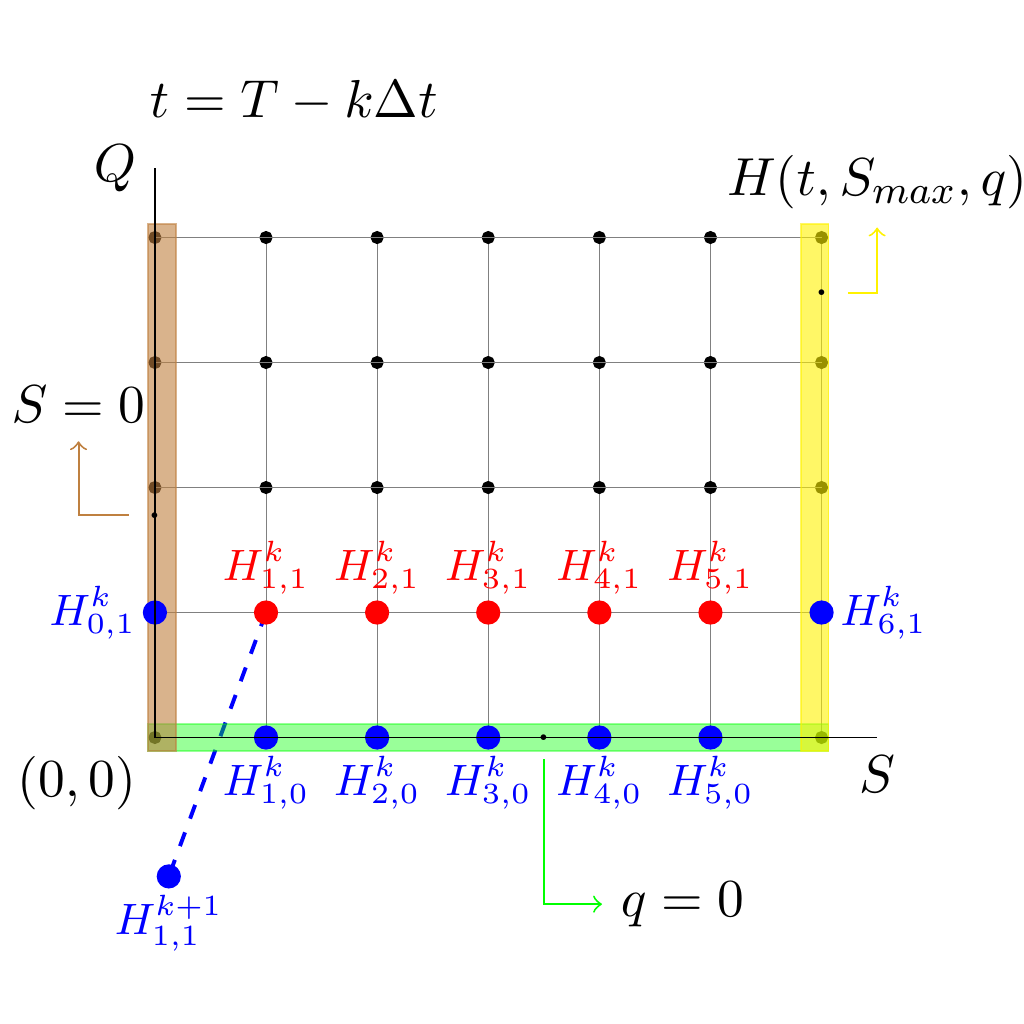 $t = T - k\Delta t$
$Q$
$H(t, S_{max}, q)$
$S = 0$
$H_{1,1}^{k}$ $H_{2,1}^{k}$ $H_{3,1}^{k}$ $H_{4,1}^{k}$ $H_{5,1}^{k}$
$H_{0,1}^{k}$ $H_{6,1}^{k}$
$(0, 0)$ $H_{1,0}^{k}$ $H_{2,0}^{k}$ $H_{3,0}^{k}$ $H_{4,0}^{k}$ $H_{5,0}^{k}$ $S$
$q = 0$
$H_{1,1}^{k+1}$